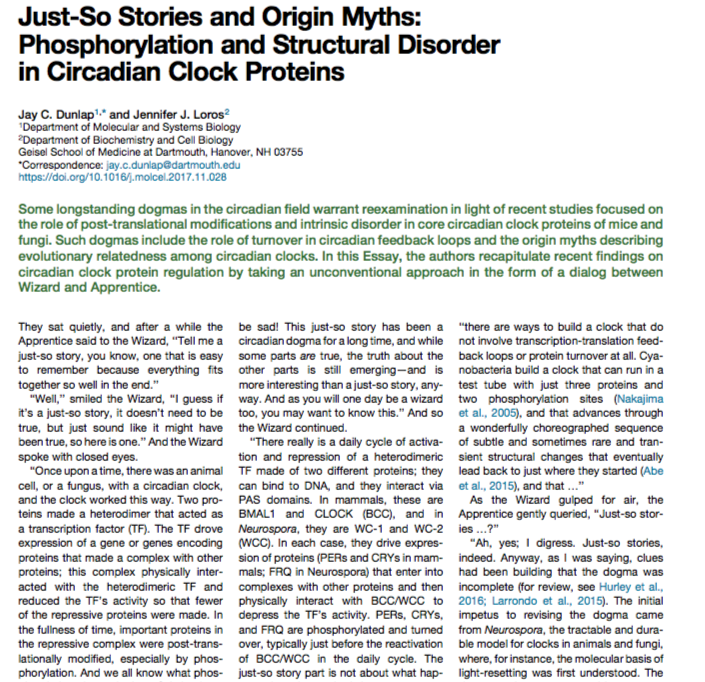 Just-So Stories and Origin Myths:
Phosphorylation and Structural Disorder
in Circadian Clock Proteins
Jay C. Dunlap1,* and Jennifer J. Loros2
1Department of Molecular and Systems Biology
2Department of Biochemistry and Cell Biology
Geisel School of Medicine at Dartmouth, Hanover, NH 03755
*Correspondence: jay.c.dunlap@dartmouth.edu
https://doi.org/10.1016/j.molcel.2017.11.028
Some longstanding dogmas in the circadian field warrant reexamination in light of recent studies focused on
the role of post-translational modifications and intrinsic disorder in core circadian clock proteins of mice and
fungi. Such dogmas include the role of turnover in circadian feedback loops and the origin myths describing
evolutionary relatedness among circadian clocks. In this Essay, the authors recapitulate recent findings on
circadian clock protein regulation by taking an unconventional approach in the form of a dialog between
Wizard and Apprentice.
They sat quietly, and after a while the
Apprentice said to the Wizard, "Tell me a
just-so story, you know, one that is easy
to remember because everything fits
together so well in the end."
"Well," smiled the Wizard, "I guess if
it's a just-so story, it doesn't need to be
true, but just sound like it might have
been true, so here is one." And the Wizard
spoke with closed eyes.
"Once upon a time, there was an animal
cell, or a fungus, with a circadian clock,
and the clock worked this way. Two pro-
teins made a heterodimer that acted as
a transcription factor (TF). The TF drove
expression of a gene or genes encoding
proteins that made a complex with other
proteins; this complex physically inter-
acted with the heterodimeric TF and
reduced the TF's activity so that fewer
of the repressive proteins were made. In
the fullness of time, important proteins in
the repressive complex were post-trans-
lationally modified, especially by phos-
phorylation. And we all know what phos-
be sad! This just-so story has been a
circadian dogma for a long time, and while
some parts are true, the truth about the
other parts is still emerging—and is
more interesting than a just-so story, any-
way. And as you will one day be a wizard
too, you may want to know this." And so
the Wizard continued.
"There really is a daily cycle of activa-
tion and repression of a heterodimeric
TF made of two different proteins; they
can bind to DNA, and they interact via
PAS domains. In mammals, these are
BMAL1 and CLOCK (BCC), and in
Neurospora, they are WC-1 and WC-2
(WCC). In each case, they drive expres-
sion of proteins (PERs and CRYs in mam-
mals; FRQ in Neurospora) that enter into
complexes with other proteins and then
physically interact with BCC/WCC to
depress the TF's activity. PERs, CRYs,
and FRQ are phosphorylated and turned
over, typically just before the reactivation
of BCC/WCC in the daily cycle. The
just-so story part is not about what hap-
"there are ways to build a clock that do
not involve transcription-translation feed-
back loops or protein turnover at all. Cya-
nobacteria build a clock that can run in a
test tube with just three proteins and
two phosphorylation sites (Nakajima
et al., 2005), and that advances through
a wonderfully choreographed sequence
of subtle and sometimes rare and tran-
sient structural changes that eventually
lead back to just where they started (Abe
et al., 2015), and that ..."
As the Wizard gulped for air, the
Apprentice gently queried, "Just-so stor-
ies ...?"
"Ah, yes; I digress. Just-so stories,
indeed. Anyway, as I was saying, clues
had been building that the dogma was
incomplete (for review, see Hurley et al.,
2016; Larrondo et al., 2015). The initial
impetus to revising the dogma came
from Neurospora, the tractable and dura-
ble model for clocks in animals and fungi,
where, for instance, the molecular basis of
light-resetting was first understood. The